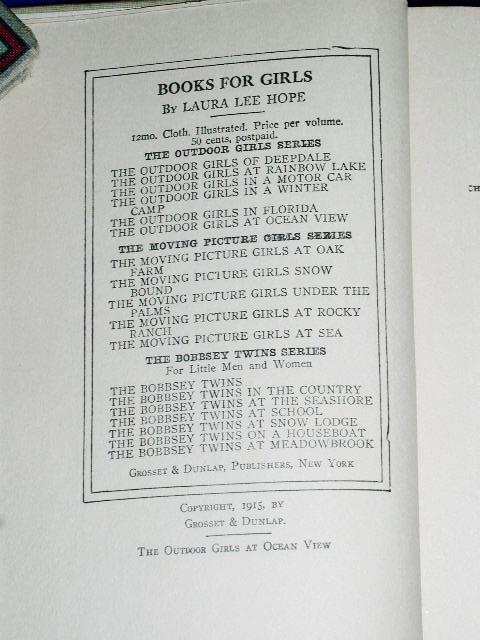 BOOKS FOR GIRLS
By LAURA LEE HOPE
12mo. Cloth. Illustrated. Price per volume.
50 cents, postpaid.
THE OUTDOOR GIRLS SERIES
THE OUTDOOR GIRLS OF DEEPDALE
THE OUTDOOR GIRLS AT RAINBOW LAKE
THE OUTDOOR GIRLS IN A MOTOR CAR
THE OUTDOOR GIRLS IN A WINTER
CAMP
THE OUTDOOR GIRLS IN FLORIDA
THE OUTDOOR GIRLS AT OCEAN VIEW
THE MOVING PICTURE GIRLS SERIES
THE MOVING PICTURE GIRLS AT OAK
FARM
THE MOVING PICTURE GIRLS SNOW
BOUND
THE MOVING PICTURE GIRLS UNDER THE
PALMS
THE MOVING PICTURE GIRLS AT ROCKY
RANCH
THE MOVING PICTURE GIRLS AT SEA
THE BOBBSEY TWINS SERIES
For Little Men and Women
THE BOBBSEY TWINS
THE BOBBSEY TWINS IN THE COUNTRY
THE BOBBSEY TWINS AT THE SEASHORE
THE BOBBSEY TWINS AT SCHOOL
THE BOBBSEY TWINS AT SNOW LODGE
THE BOBBSEY TWINS ON A HOUSEBOAT
THE BOBBSEY TWINS AT MEADOWBROOK
GROSSET & DUNLAP, PUBLISHERS, NEW YORK
COPYRIGHT, 1915, BY
GROSSET & DUNLAP.
THE OUTDOOR GIRLS AT OCEAN VIEW